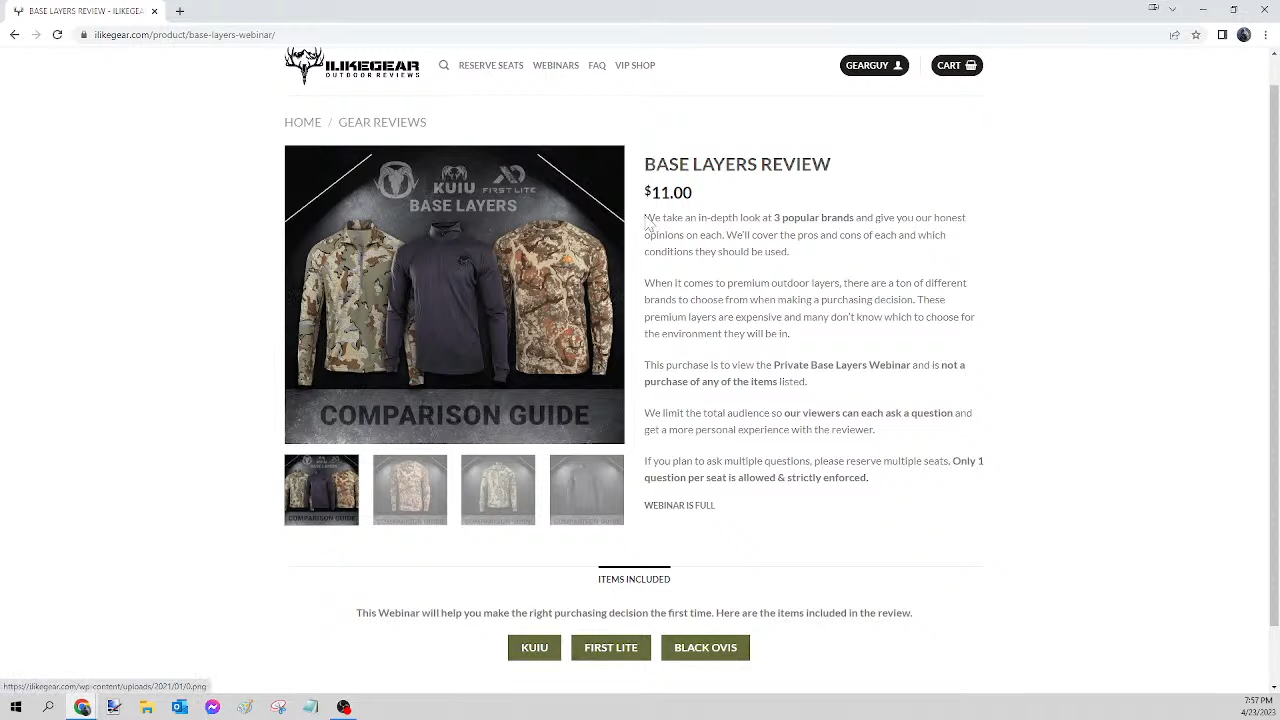 BASE LAYERS REVIEW - ILIKEGEAR
ilikegear.com/product/base-layers-webinar/
ILIKEGEAR
OUTDOOR REVIEWS
RESERVE SEATS
WEBINARS
FAQ
VIP SHOP
GEARGUY
CART
HOME / GEAR REVIEWS
KUIU
FIRST LITE
BASE LAYERS
COMPARISON GUIDE
BASE LAYERS
COMPARISON GUIDE
BASE LAYERS REVIEW
$11.00
We take an in-depth look at 3 popular brands and give you our honest
opinions on each. We'll cover the pros and cons of each and which
conditions they should be used.
When it comes to premium outdoor layers, there are a ton of different
brands to choose from when making a purchasing decision. These
premium layers are expensive and many don't know which to choose for
the environment they will be in.
This purchase is to view the Private Base Layers Webinar and is not a
purchase of any of the items listed.
We limit the total audience so our viewers can each ask a question and
get a more personal experience with the reviewer.
If you plan to ask multiple questions, please reserve multiple seats. Only 1
question per seat is allowed & strictly enforced.
WEBINAR IS FULL
ITEMS INCLUDED
This Webinar will help you make the right purchasing decision the first time. Here are the items included in the review.
KUIU
FIRST LITE
BLACK OVIS
https://ilikegear.com/wp-content/uploads/2021/01/0.png
7:57 PM
4/23/2023